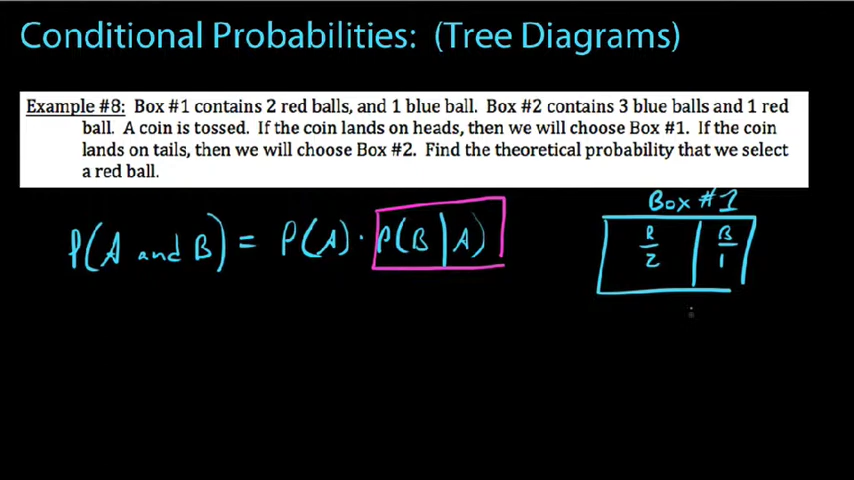 Conditional Probabilities: (Tree Diagrams)
Example #8: Box #1 contains 2 red balls, and 1 blue ball. Box #2 contains 3 blue balls and 1 red
ball. A coin is tossed. If the coin lands on heads, then we will choose Box #1. If the coin
lands on tails, then we will choose Box #2. Find the theoretical probability that we select
a red ball.
Box #1
P(A and B) = P(A) · P(B | A)
R B
2 1